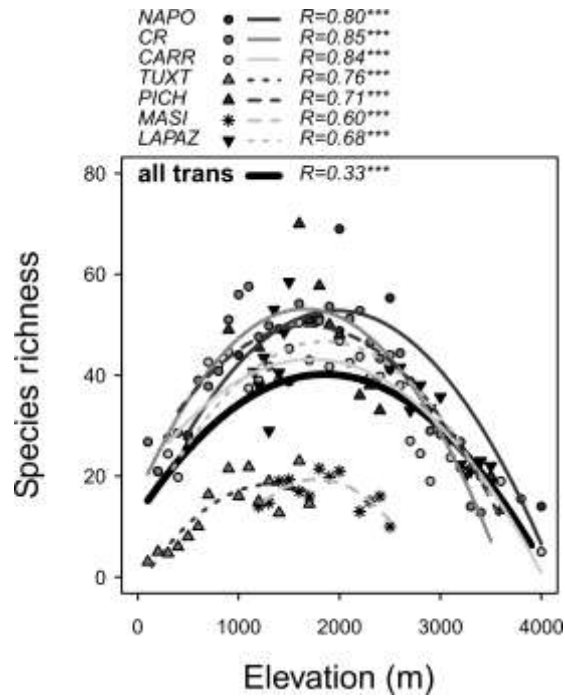 NAPO R=0.80***
CR R=0.85***
CARR R=0.84***
TUXT R=0.76***
PICH R=0.71***
MASI R=0.60***
LAPAZ R=0.68***
all trans R=0.33***
80
60
40
20
0
Species richness
0 1000 2000 3000 4000
Elevation (m)